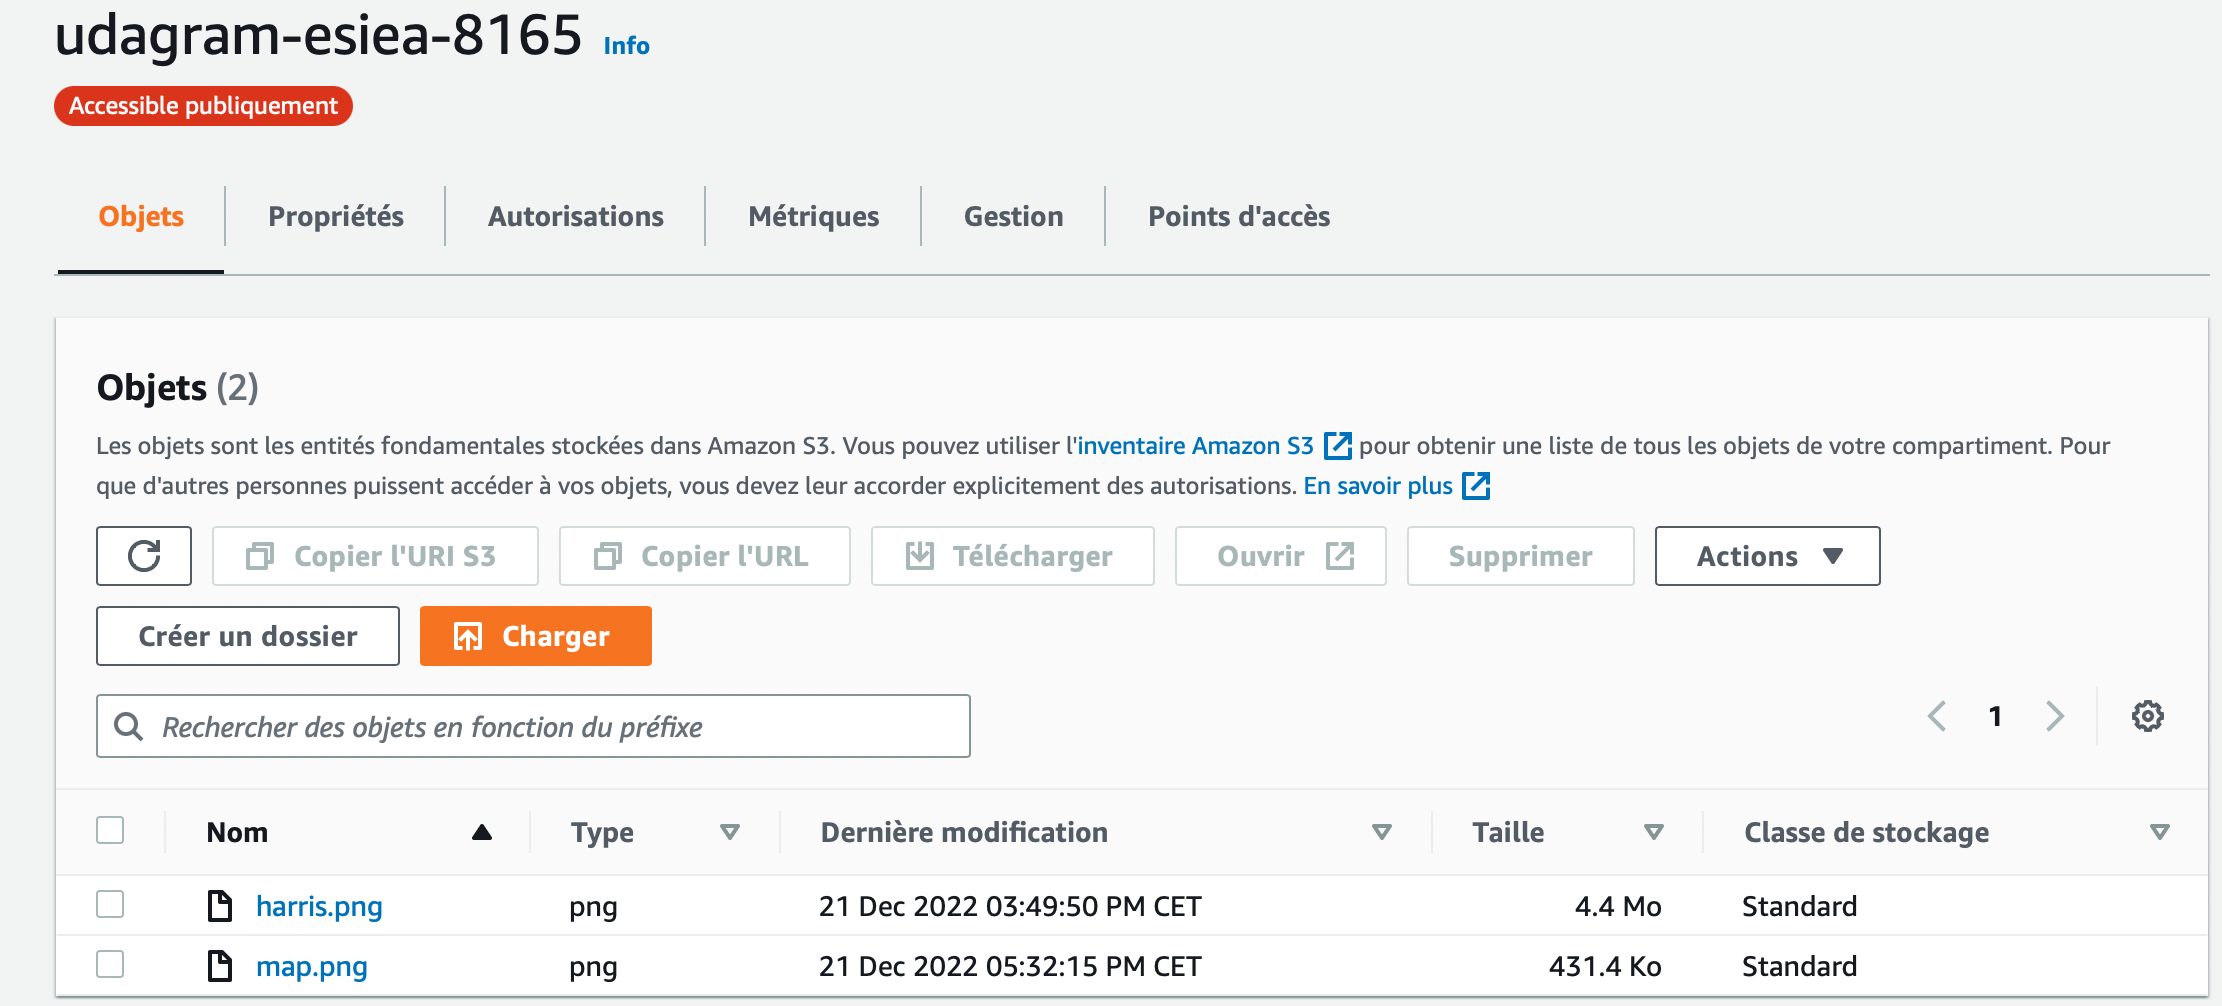 udagram-esiea-8165 Info
Accessible publiquement
Objets Propriétés Autorisations Métriques Gestion Points d'accès
Objets (2)
Les objets sont les entités fondamentales stockées dans Amazon S3. Vous pouvez utiliser l'inventaire Amazon S3 pour obtenir une liste de tous les objets de votre compartiment. Pour
que d'autres personnes puissent accéder à vos objets, vous devez leur accorder explicitement des autorisations. En savoir plus
Copier l'URI S3 Copier l'URL Télécharger Ouvrir Supprimer Actions
Créer un dossier Charger
Rechercher des objets en fonction du préfixe 1
Nom Type Dernière modification Taille Classe de stockage
harris.png png 21 Dec 2022 03:49:50 PM CET 4.4 Mo Standard
map.png png 21 Dec 2022 05:32:15 PM CET 431.4 Ko Standard